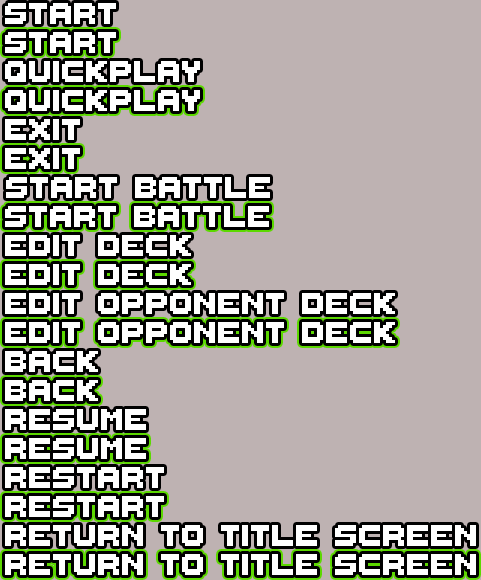 START
START
QUICKPLAY
QUICKPLAY
EXIT
EXIT
START BATTLE
START BATTLE
EDIT DECK
EDIT DECK
EDIT OPPONENT DECK
EDIT OPPONENT DECK
BACK
BACK
RESUME
RESUME
RESTART
RESTART
RETURN TO TITLE SCREEN
RETURN TO TITLE SCREEN